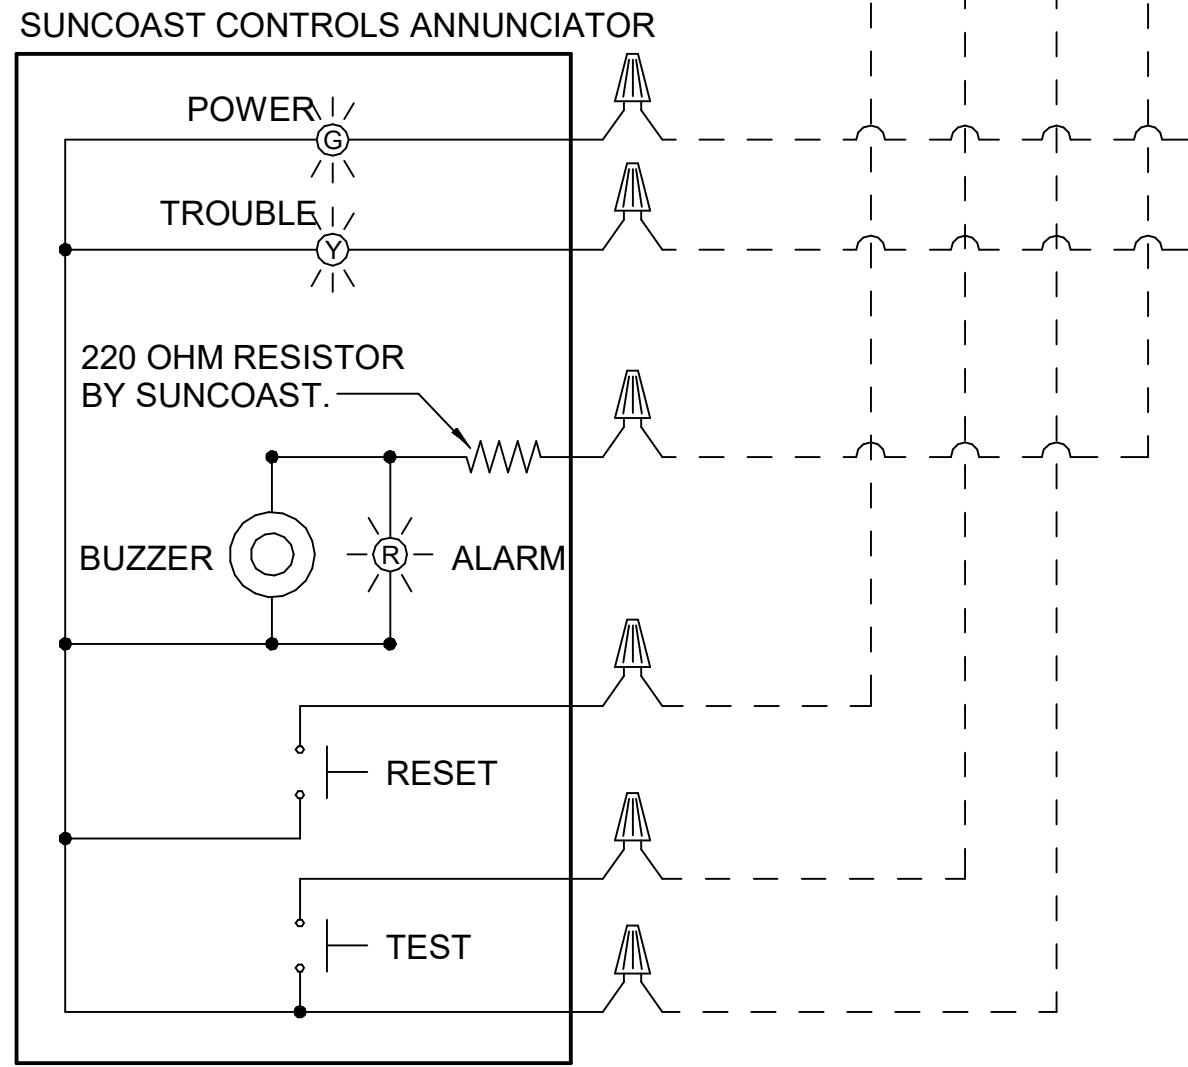 SUNCOAST CONTROLS ANNUNCIATOR
POWER
G
TROUBLE
Y
220 OHM RESISTOR
BY SUNCOAST.
BUZZER
R
ALARM
RESET
TEST